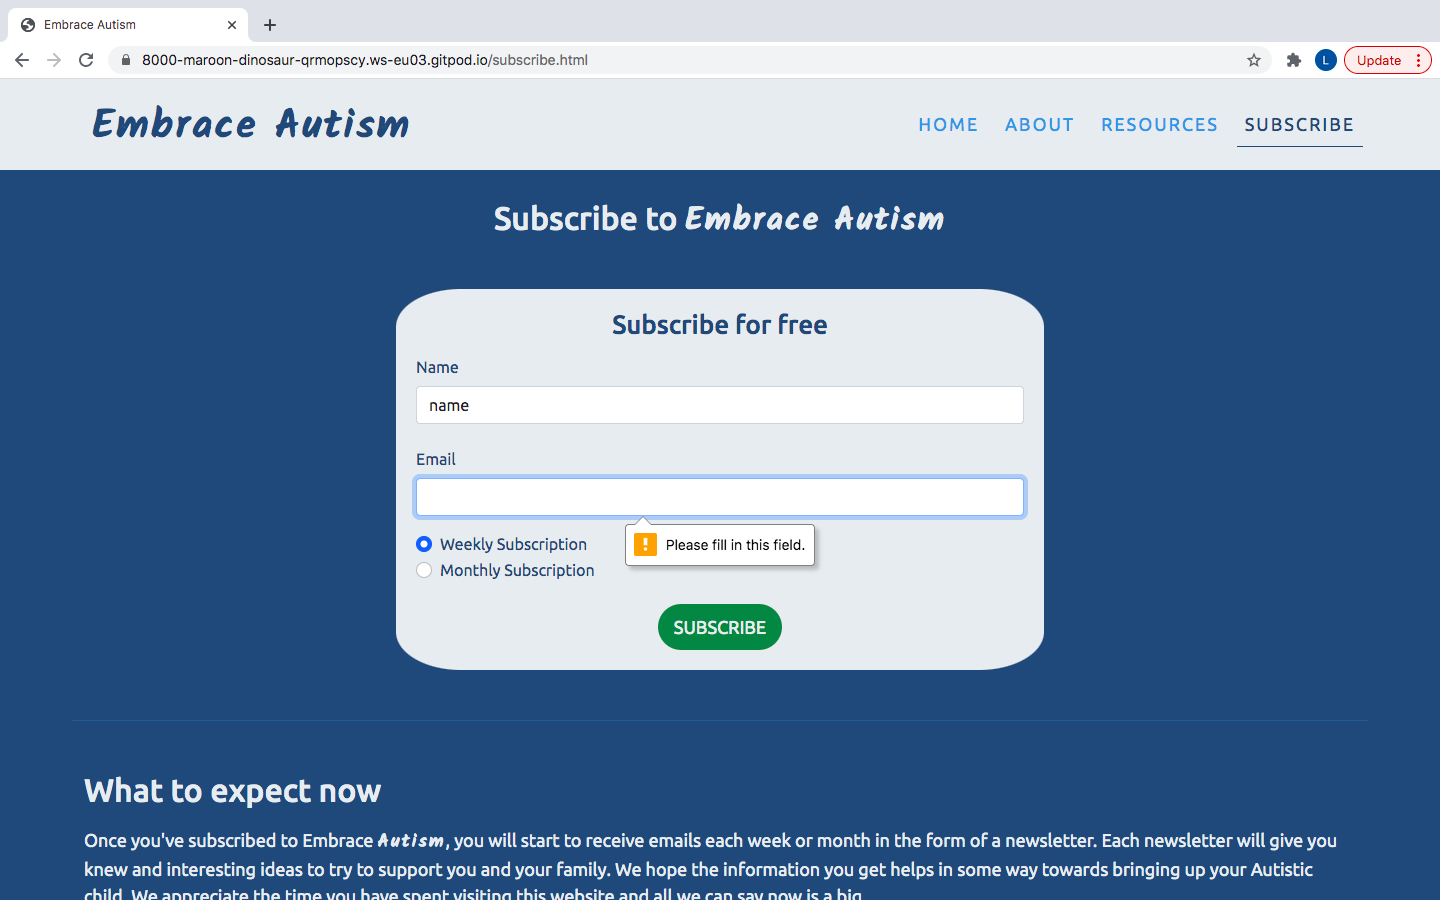 Embrace Autism
8000-maroon-dinosaur-qrmopscy.ws-eu03.gitpod.io/subscribe.html
L
Update
Embrace Autism
HOME ABOUT RESOURCES SUBSCRIBE
Subscribe to Embrace Autism
Subscribe for free
Name
name
Email
Please fill in this field.
Weekly Subscription
Monthly Subscription
SUBSCRIBE
What to expect now
Once you've subscribed to Embrace Autism, you will start to receive emails each week or month in the form of a newsletter. Each newsletter will give you
knew and interesting ideas to try to support you and your family. We hope the information you get helps in some way towards bringing up your Autistic
child. We appreciate the time you have spent visiting this website and all we can say now is a big